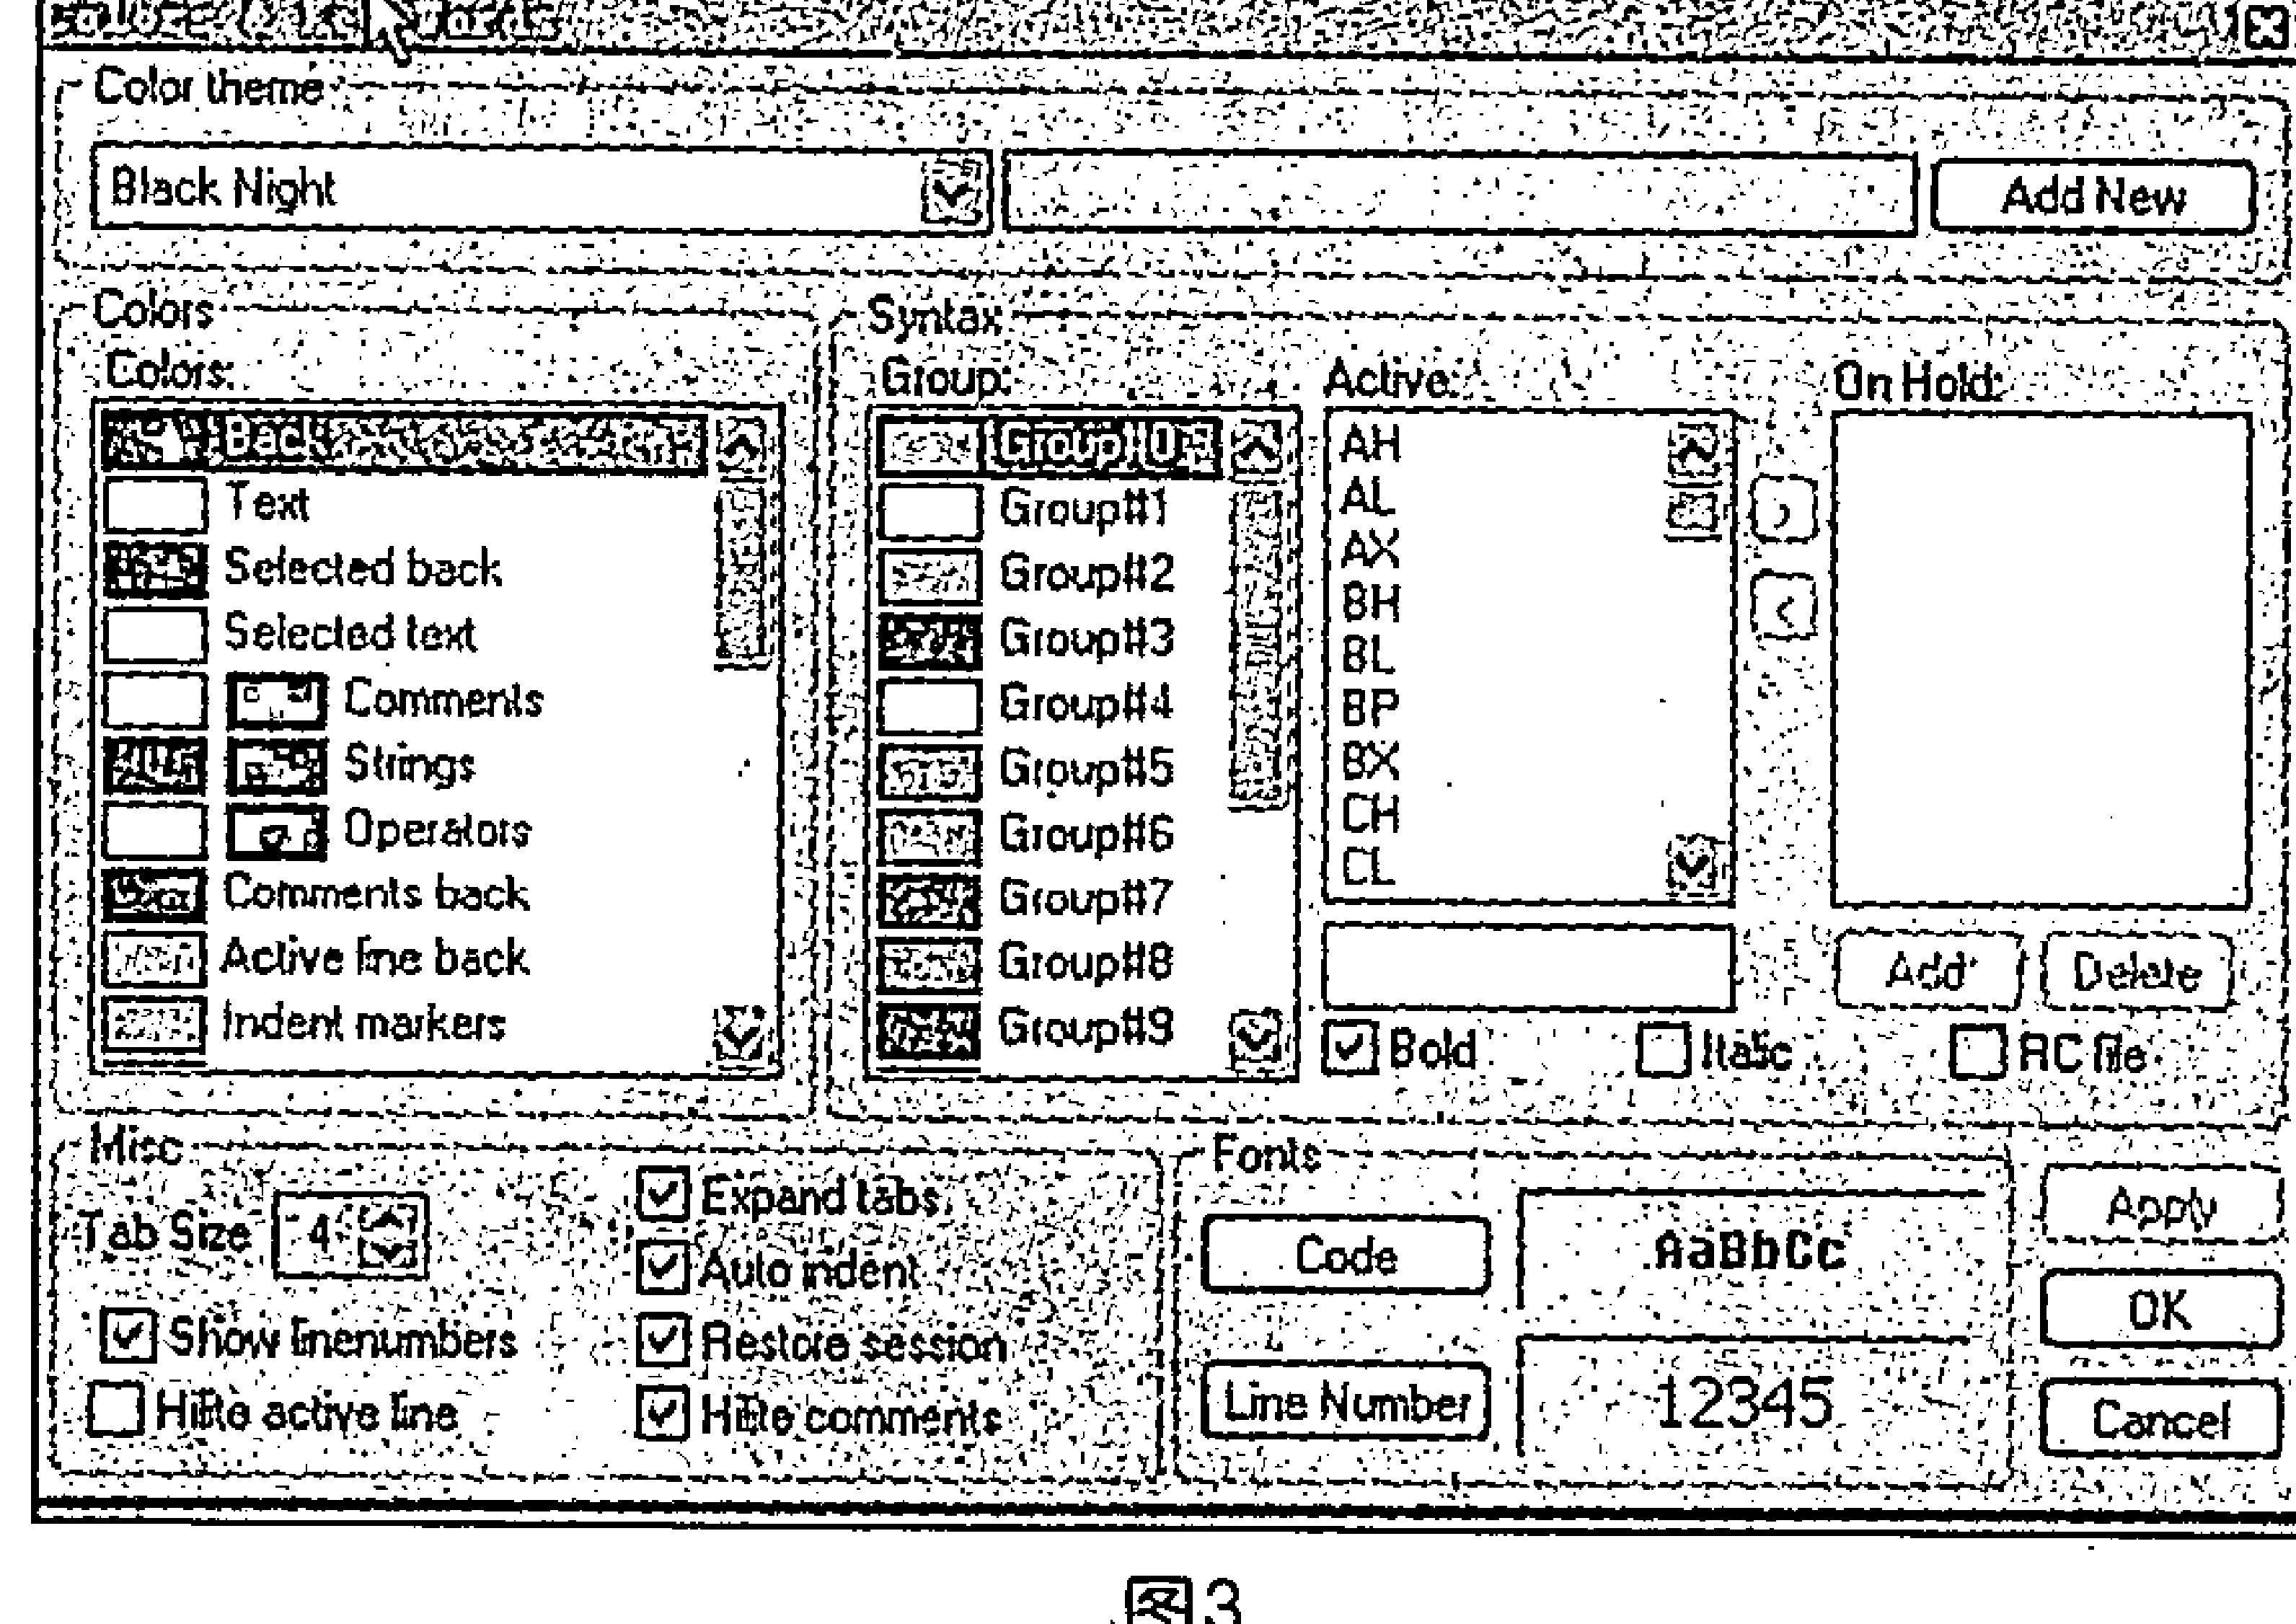 Color theme
Black Night
Add New
Colors
Colors:
Back
Text
Selected back
Selected text
Comments
Strings
Operators
Comments back
Active line back
Indent markers
Syntax
Group:
Group#0
Group#1
Group#2
Group#3
Group#4
Group#5
Group#6
Group#7
Group#8
Group#9
Active:
AH
AL
AX
BH
BL
BP
BX
CH
CL
On Hold:
>
<
Add
Delete
Bold
Italic
RC file
Misc
Tab Size 4
Show linenumbers
Hilite active line
Expand tabs
Auto indent
Restore session
Hilite comments
Fonts
Code
AaBbCc
Line Number
12345
Apply
OK
Cancel
图3